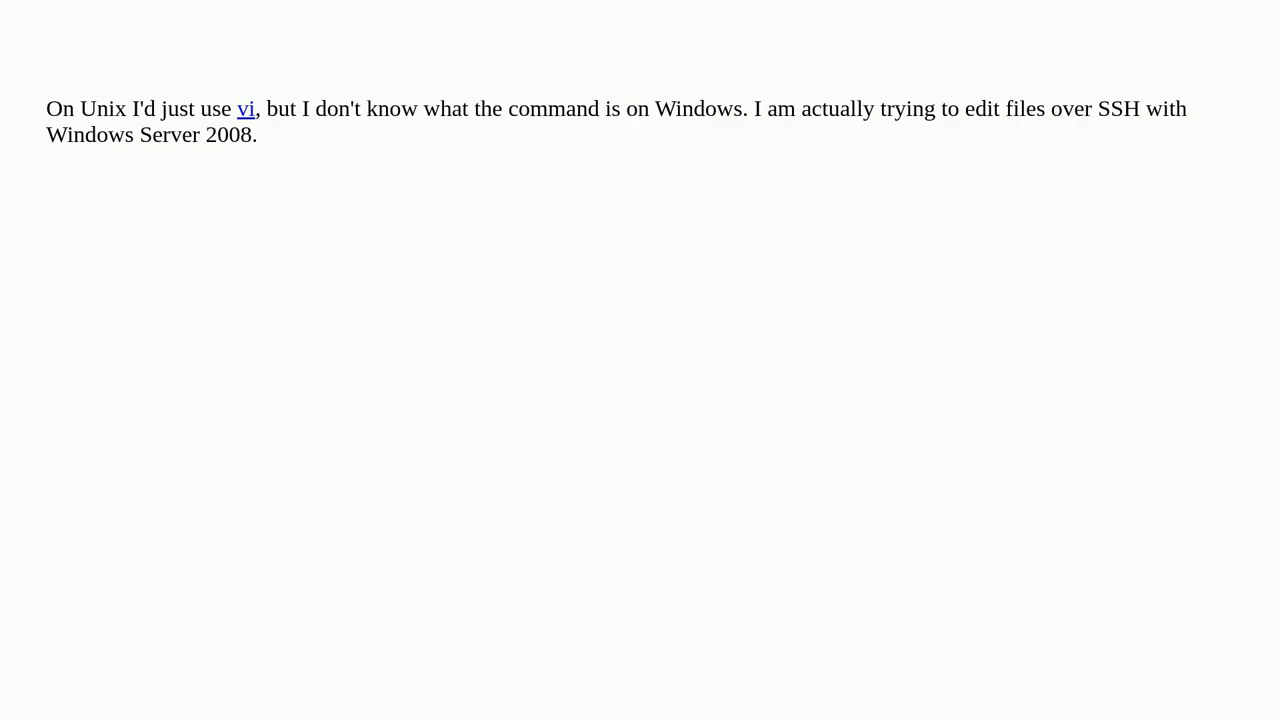 On Unix I'd just use vi, but I don't know what the command is on Windows. I am actually trying to edit files over SSH with
Windows Server 2008.